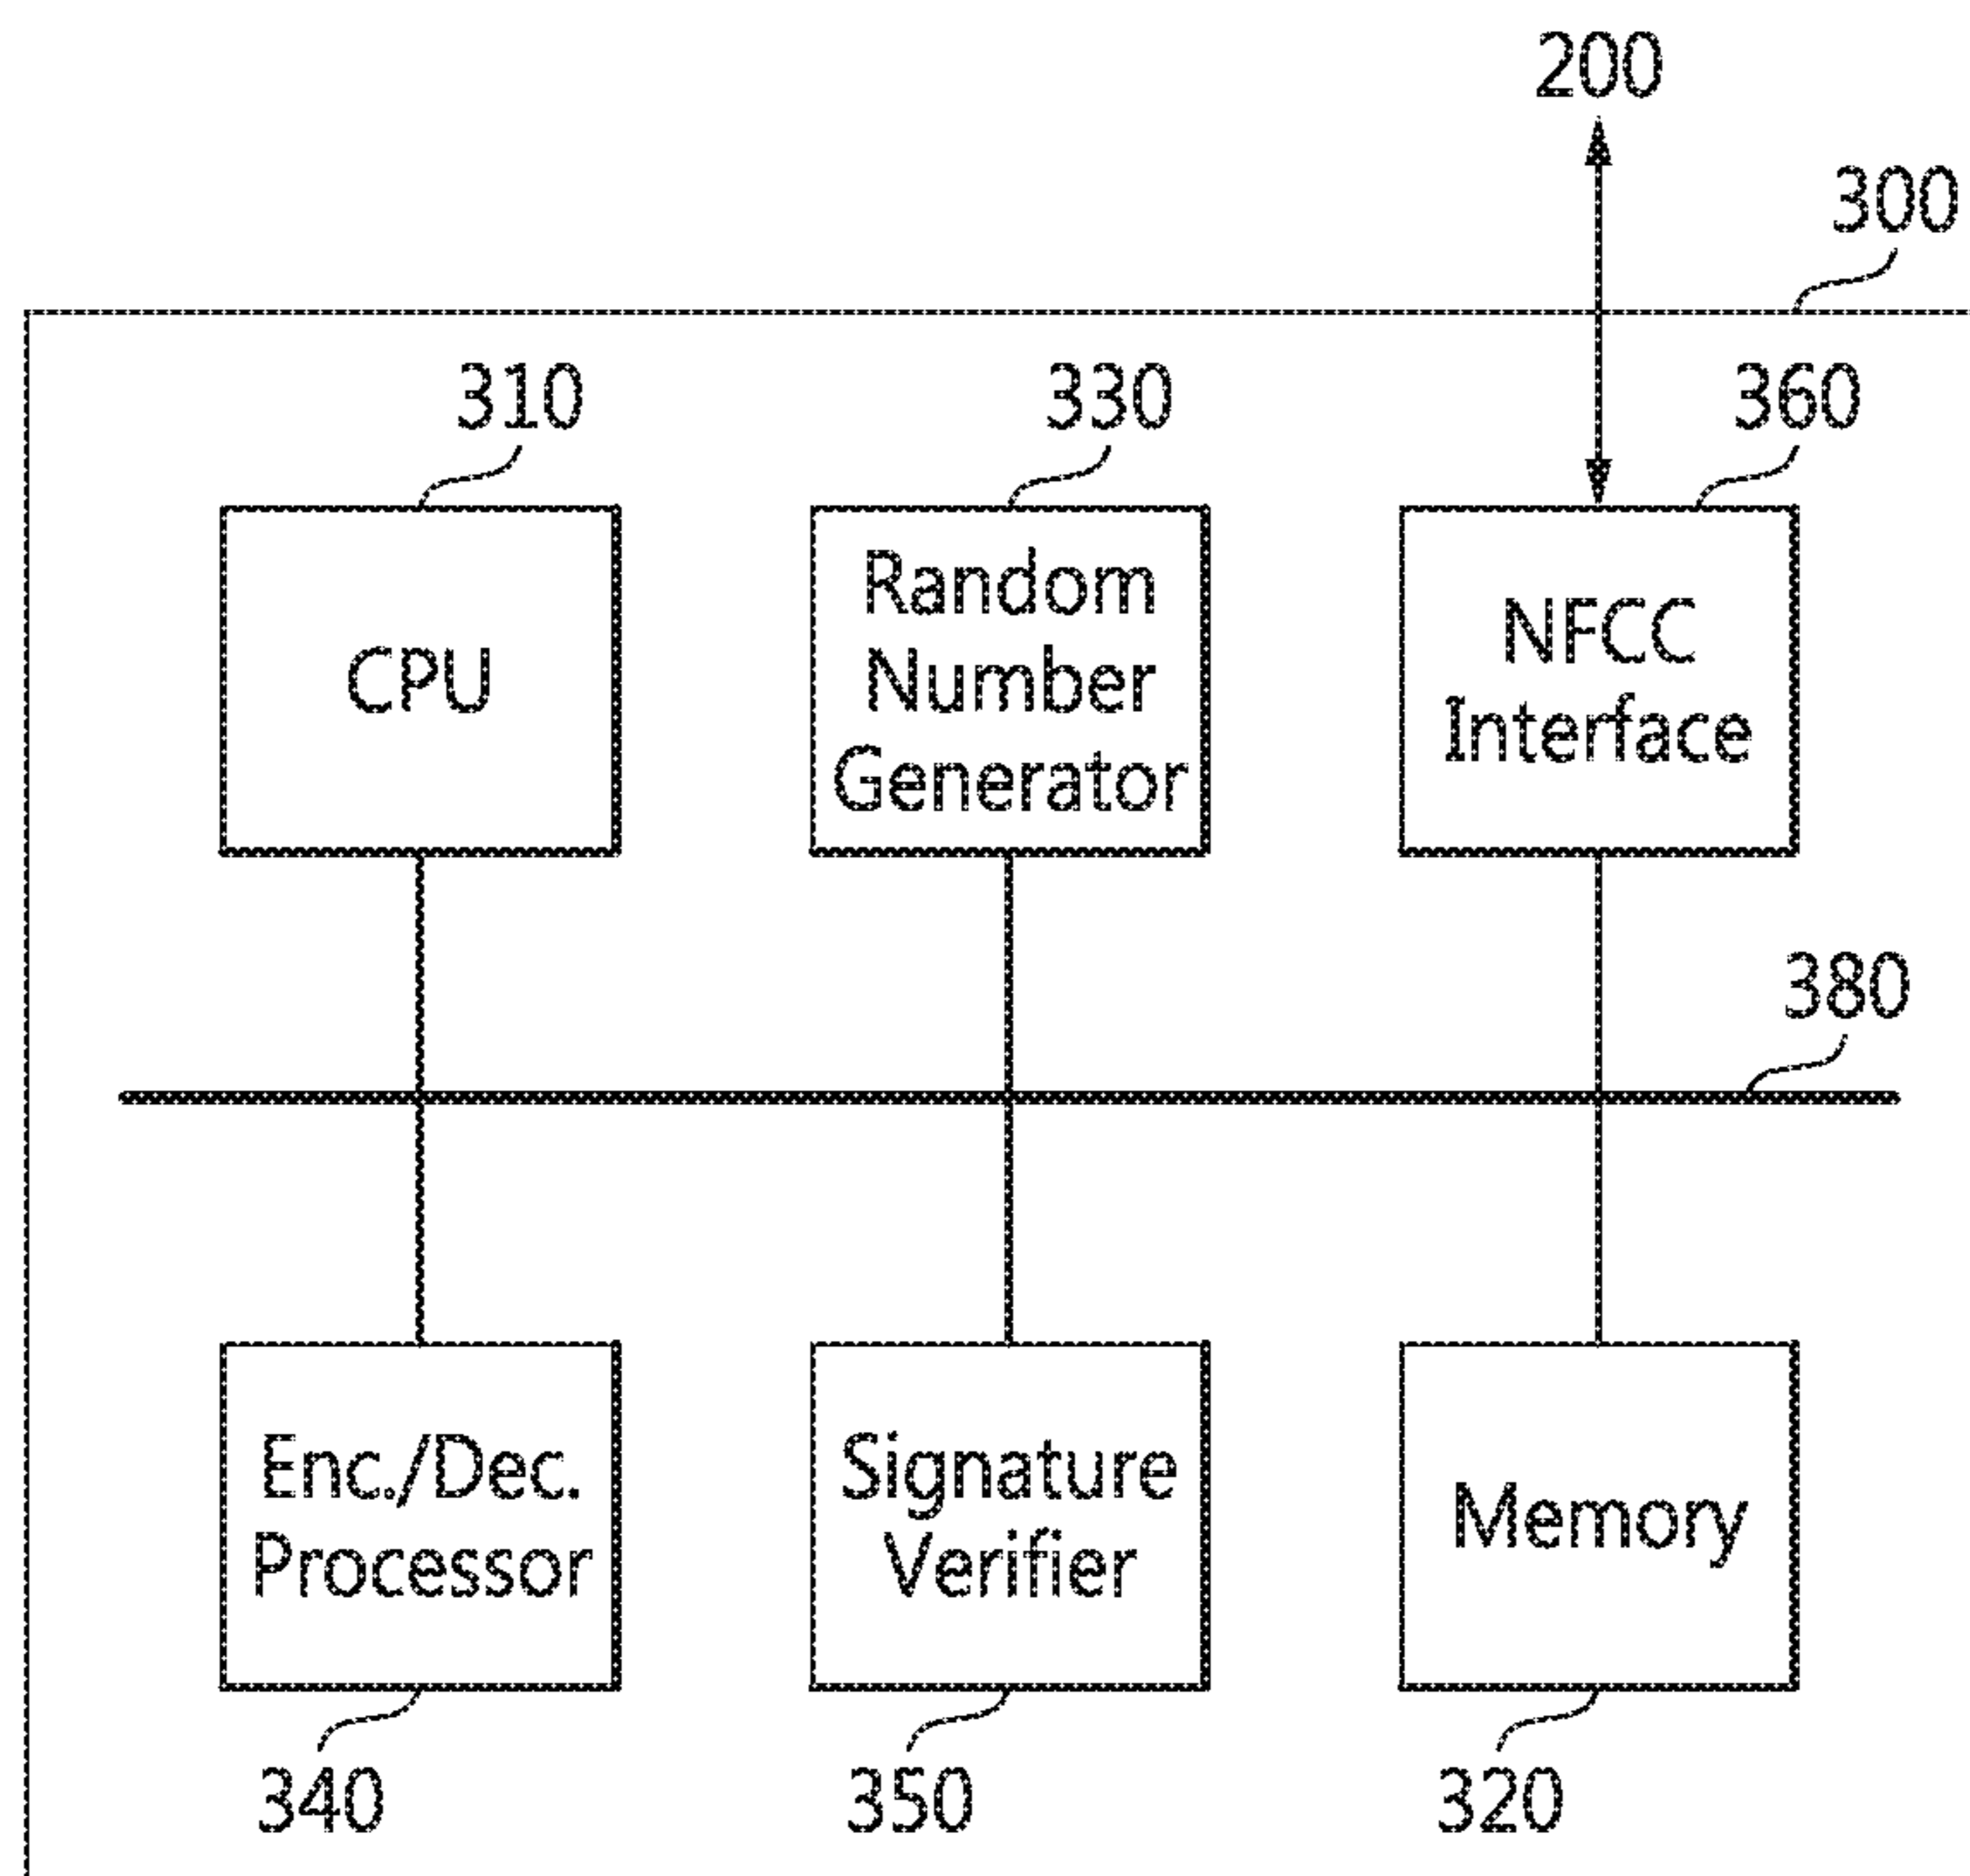 200
300
310
330
360
CPU
Random
Number
Generator
NFCC
Interface
380
Enc./Dec.
Processor
Signature
Verifier
Memory
340
350
320